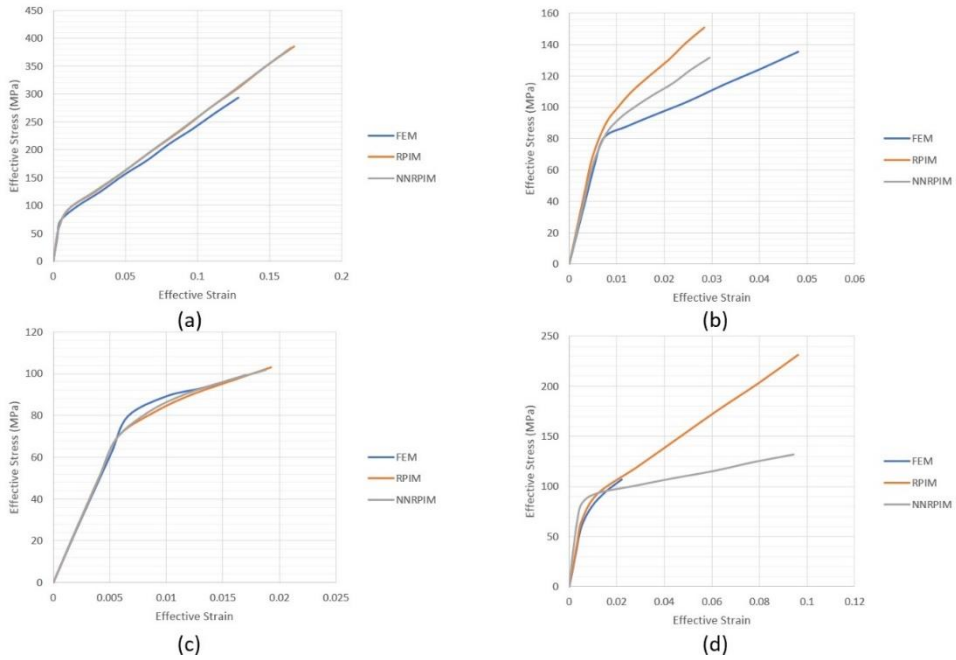 450
400
350
300
250
200
150
100
50
0
Effective Stress (MPa)
0 0.05 0.1 0.15 0.2
Effective Strain
FEM
RPIM
NNRPIM
(a)
160
140
120
100
80
60
40
20
0
Effective Stress (MPa)
0 0.01 0.02 0.03 0.04 0.05 0.06
Effective Strain
FEM
RPIM
NNRPIM
(b)
120
100
80
60
40
20
0
Effective Stress (MPa)
0 0.005 0.01 0.015 0.02 0.025
Effective Strain
FEM
RPIM
NNRPIM
(c)
250
200
150
100
50
0
Effective Stress (MPa)
0 0.02 0.04 0.06 0.08 0.1 0.12
Effective Strain
FEM
RPIM
NNRPIM
(d)